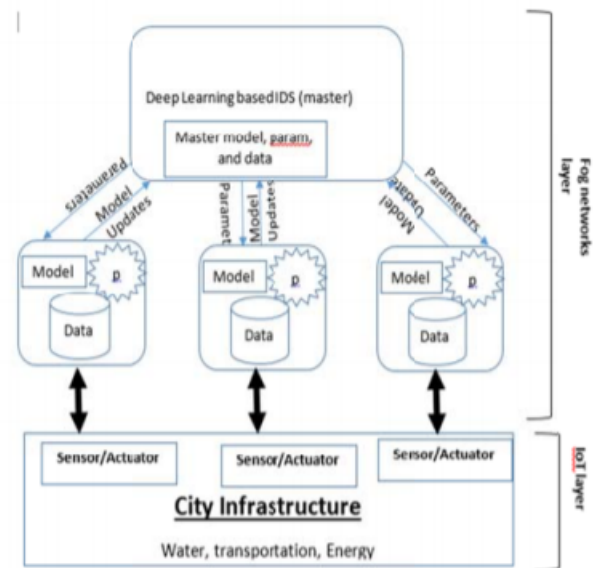 Deep Learning basedIDS (master)
Master model, param,
and data
Parameters
Model
Updates
Paramet
Model
Updates
Model
Update
Parameters
Model
p
Data
Model
p
Data
Model
p
Data
Fog networks
layer
Sensor/Actuator
Sensor/Actuator
Sensor/Actuator
City Infrastructure
Water, transportation, Energy
IoT layer